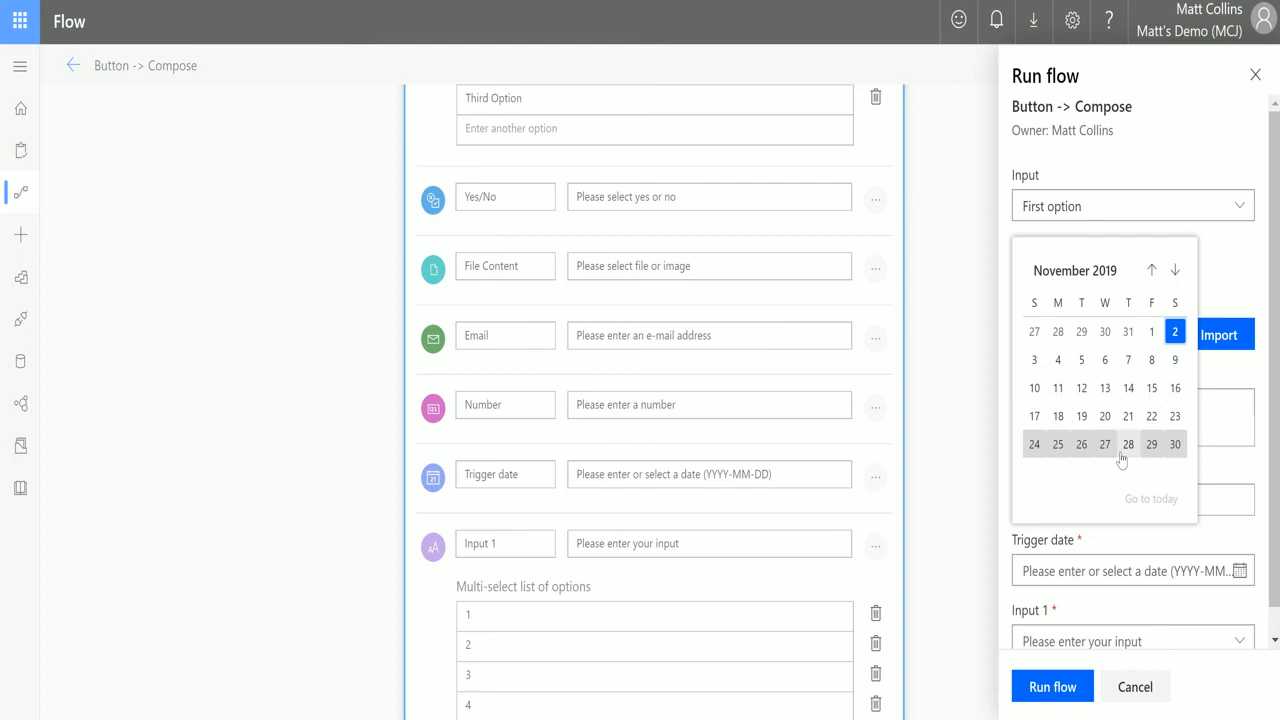 Flow
?
Matt Collins
Matt's Demo (MCJ)
Button -> Compose
Third Option
Enter another option
Yes/No
Please select yes or no
...
File Content
Please select file or image
...
Email
Please enter an e-mail address
...
Number
Please enter a number
...
Trigger date
Please enter or select a date (YYYY-MM-DD)
...
Input 1
Please enter your input
...
Multi-select list of options
1
2
3
4
Run flow
Button -> Compose
Owner: Matt Collins
Input
First option
November 2019
S M T W T F S
27 28 29 30 31 1 2
3 4 5 6 7 8 9
10 11 12 13 14 15 16
17 18 19 20 21 22 23
24 25 26 27 28 29 30
Go to today
Import
Trigger date *
Please enter or select a date (YYYY-MM...
Input 1 *
Please enter your input
Run flow
Cancel